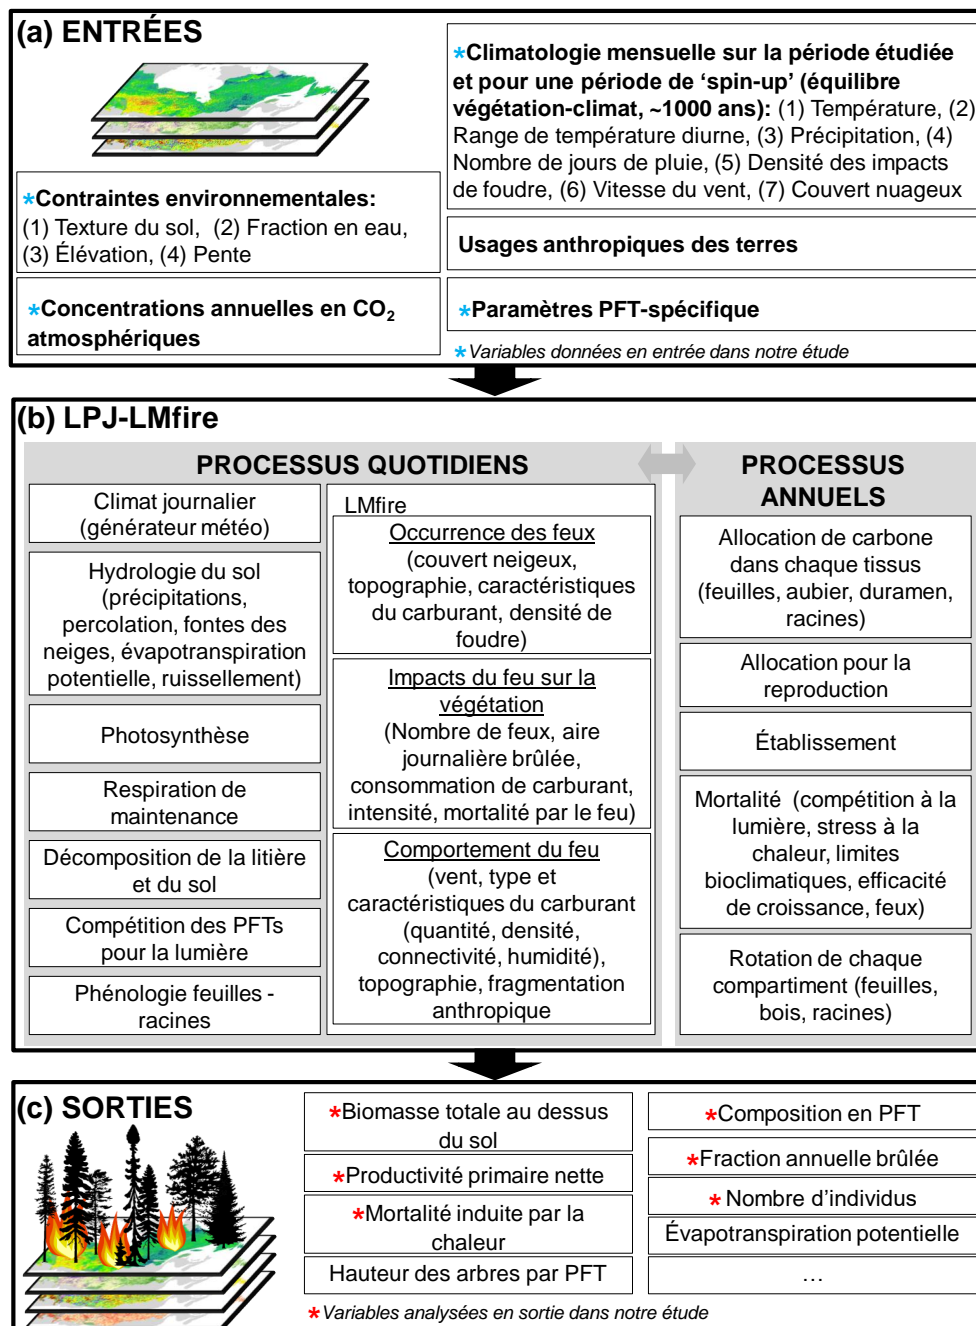 (a) ENTRÉES
*Climatologie mensuelle sur la période étudiée
et pour une période de ‘spin-up’ (équilibre
végétation-climat, ~1000 ans): (1) Température, (2)
Range de température diurne, (3) Précipitation, (4)
Nombre de jours de pluie, (5) Densité des impacts
de foudre, (6) Vitesse du vent, (7) Couvert nuageux
*Contraintes environnementales:
(1) Texture du sol, (2) Fraction en eau,
(3) Élévation, (4) Pente
Usages anthropiques des terres
*Concentrations annuelles en CO2
atmosphériques
*Paramètres PFT-spécifique
*Variables données en entrée dans notre étude
(b) LPJ-LMfire
PROCESSUS QUOTIDIENS
Climat journalier
(générateur météo)
Hydrologie du sol
(précipitations,
percolation, fontes des
neiges, évapotranspiration
potentielle, ruissellement)
Photosynthèse
Respiration de
maintenance
Décomposition de la litière
et du sol
Compétition des PFTs
pour la lumière
Phénologie feuilles -
racines
LMfire
Occurrence des feux
(couvert neigeux,
topographie, caractéristiques
du carburant, densité de
foudre)
Impacts du feu sur la
végétation
(Nombre de feux, aire
journalière brûlée,
consommation de carburant,
intensité, mortalité par le feu)
Comportement du feu
(vent, type et
caractéristiques du carburant
(quantité, densité,
connectivité, humidité),
topographie, fragmentation
anthropique
PROCESSUS
ANNUELS
Allocation de carbone
dans chaque tissus
(feuilles, aubier, duramen,
racines)
Allocation pour la
reproduction
Établissement
Mortalité (compétition à la
lumière, stress à la
chaleur, limites
bioclimatiques, efficacité
de croissance, feux)
Rotation de chaque
compartiment (feuilles,
bois, racines)
(c) SORTIES
*Biomasse totale au dessus
du sol
*Productivité primaire nette
*Mortalité induite par la
chaleur
Hauteur des arbres par PFT
*Composition en PFT
*Fraction annuelle brûlée
*Nombre d’individus
Évapotranspiration potentielle
…
*Variables analysées en sortie dans notre étude